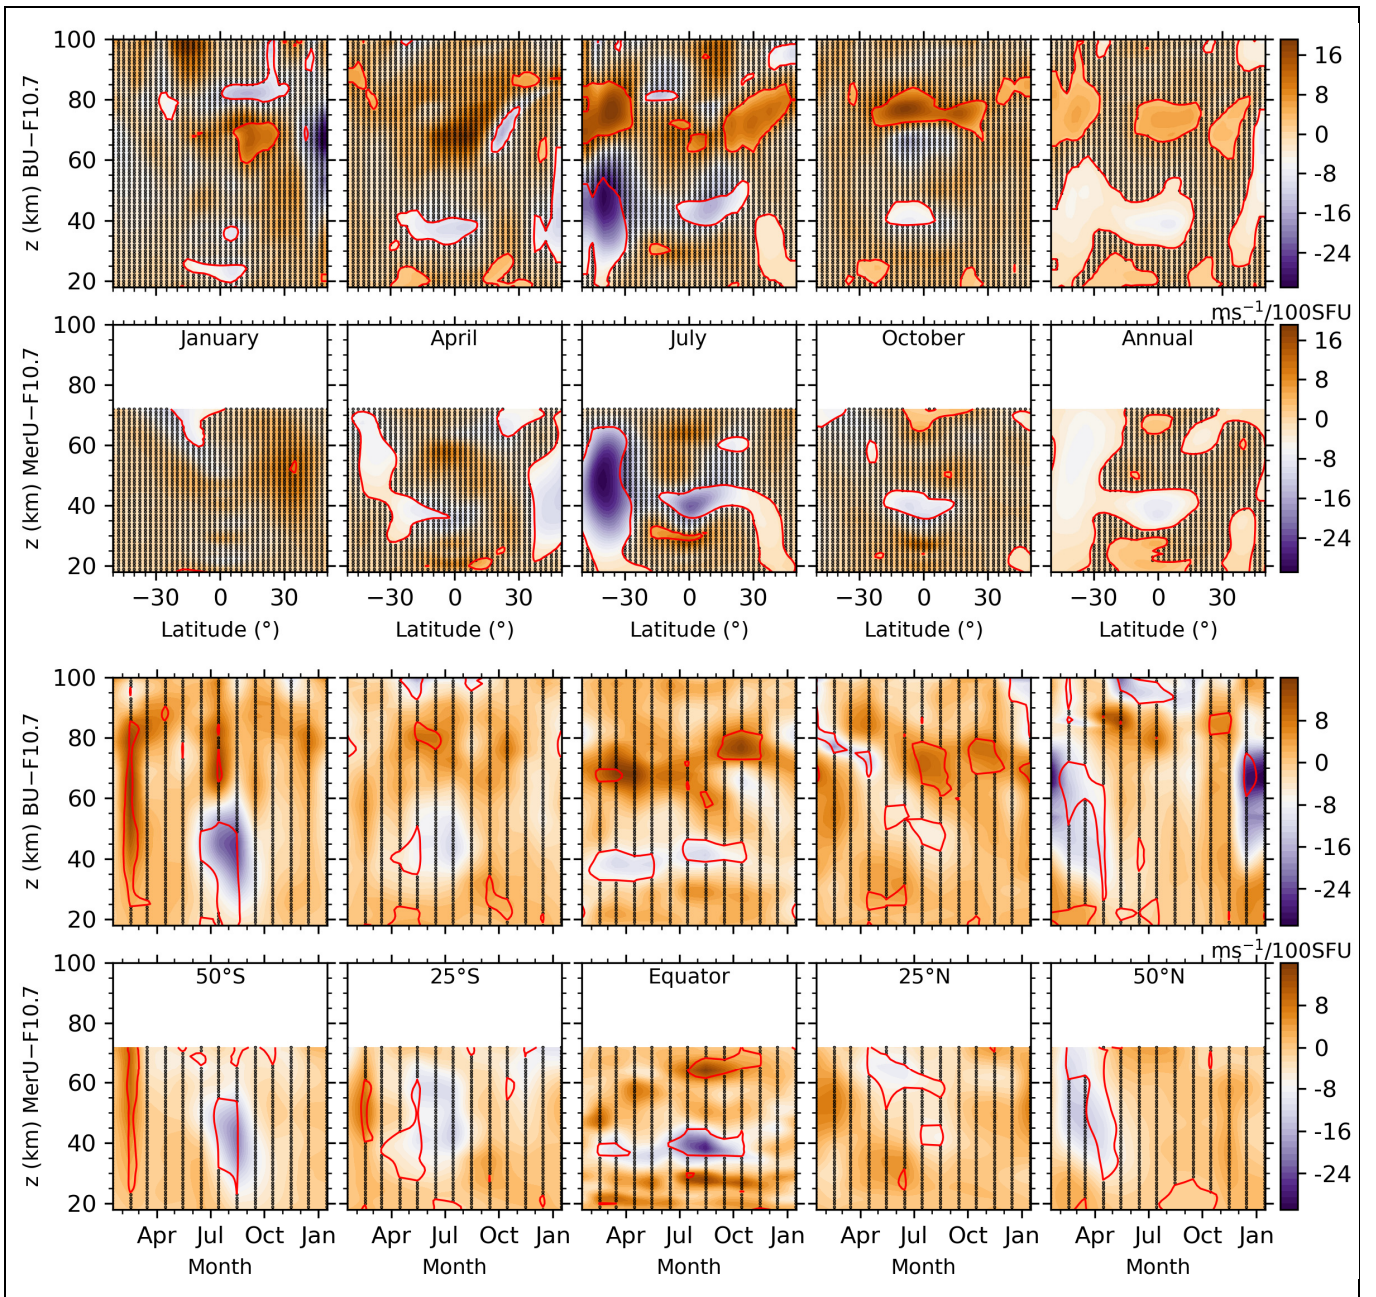 100
80
60
40
20
z (km) BU−F10.7
16
8
0
-8
-16
-24
ms⁻¹/100SFU
100
80
60
40
20
z (km) MerU−F10.7
January
April
July
October
Annual
16
8
0
-8
-16
-24
−30 0 30 −30 0 30 −30 0 30 −30 0 30 −30 0 30
Latitude (°) Latitude (°) Latitude (°) Latitude (°) Latitude (°)
100
80
60
40
20
z (km) BU−F10.7
8
0
-8
-16
-24
ms⁻¹/100SFU
100
80
60
40
20
z (km) MerU−F10.7
50°S
25°S
Equator
25°N
50°N
8
0
-8
-16
-24
Apr Jul Oct Jan Apr Jul Oct Jan Apr Jul Oct Jan Apr Jul Oct Jan Apr Jul Oct Jan
Month Month Month Month Month